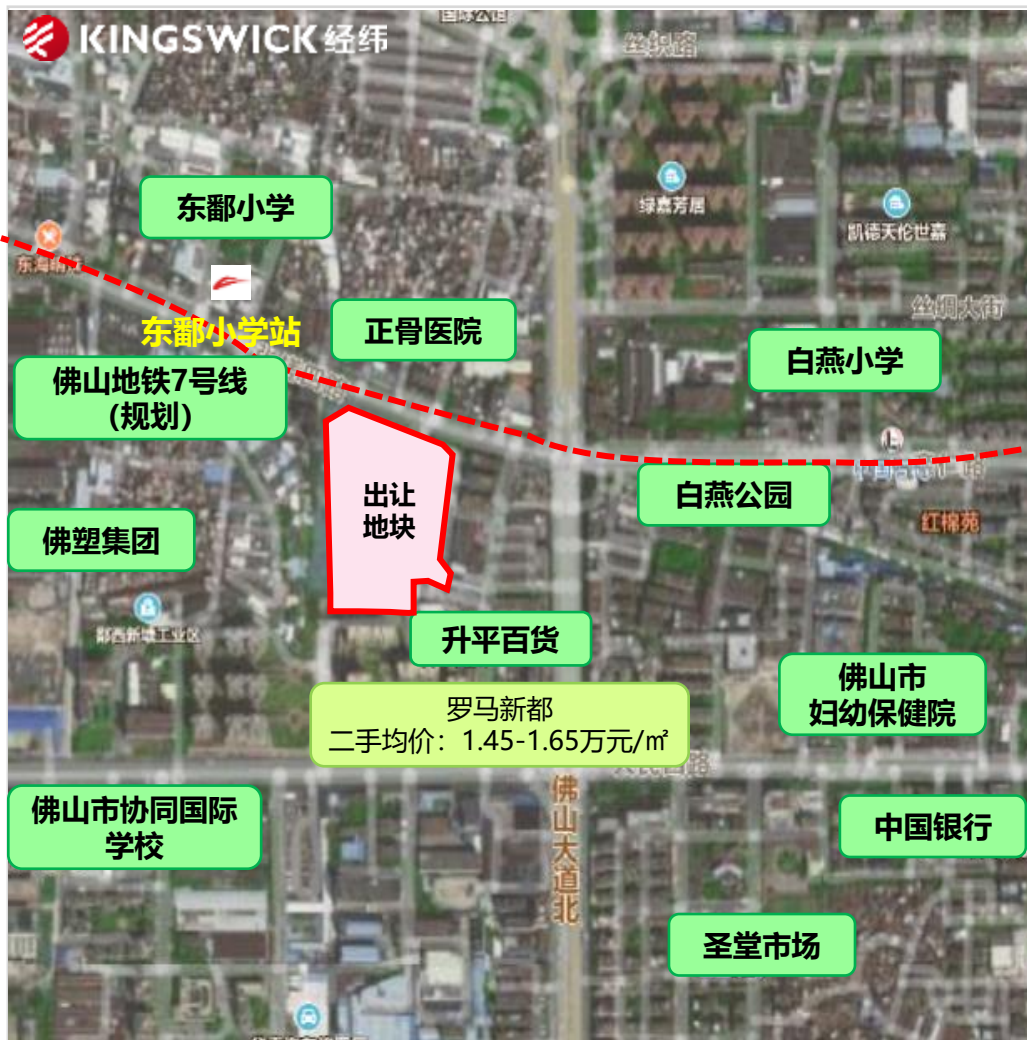 KINGSWICK 经纬
国际公馆
丝织路
东鄱小学
绿嘉芳居
凯德天伦世嘉
丝绸大街
东鄱小学站
正骨医院
白燕小学
佛山地铁7号线
（规划）
出让
地块
白燕公园
红棉苑
佛塑集团
升平百货
佛山市
妇幼保健院
罗马新都
二手均价：1.45-1.65万元/㎡
佛山市协同国际
学校
佛山大道北
中国银行
圣堂市场